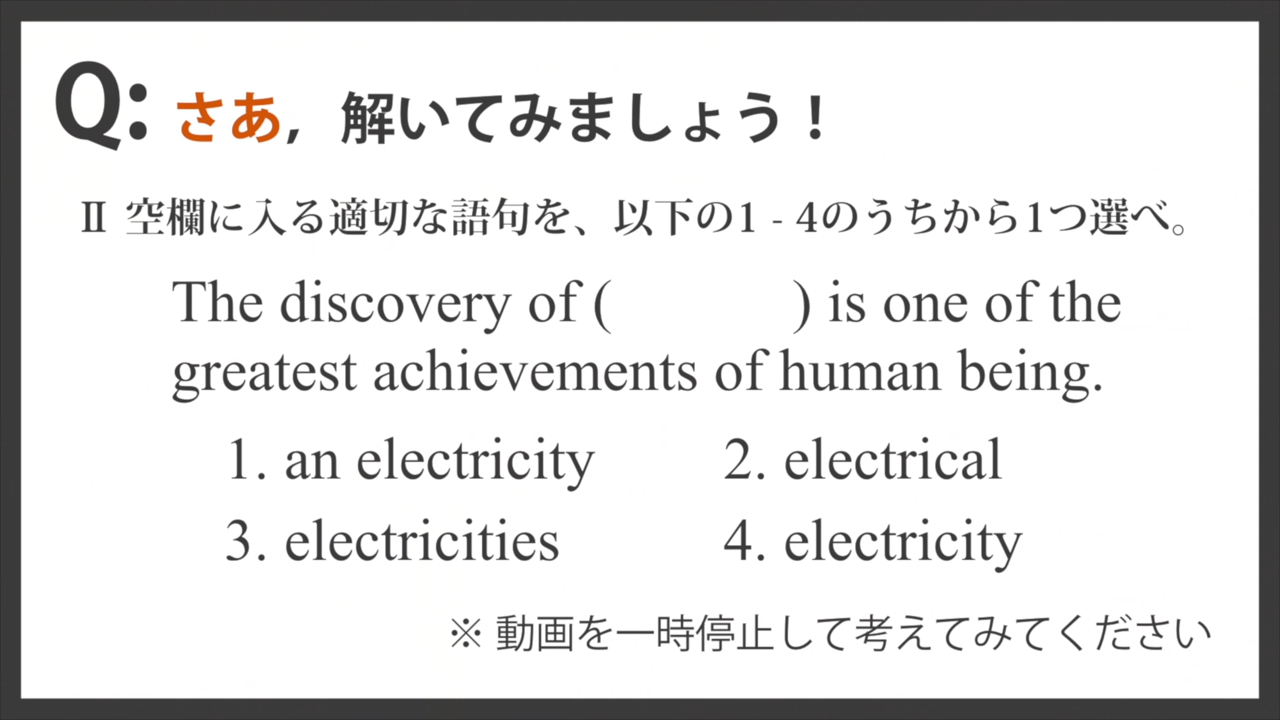 Q: さあ，解いてみましょう！
II 空欄に入る適切な語句を、以下の1 - 4のうちから1つ選べ。
The discovery of (          ) is one of the
greatest achievements of human being.
1. an electricity 2. electrical
3. electricities 4. electricity
※ 動画を一時停止して考えてみてください